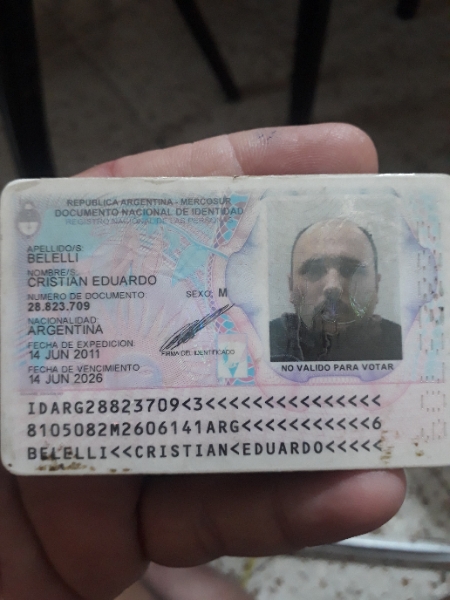 REPÚBLICA ARGENTINA - MERCOSUR
DOCUMENTO NACIONAL DE IDENTIDAD
REGISTRO NACIONAL DE LAS PERSONAS
APELLIDO/S
BELELLI
NOMBRE/S
CRISTIAN EDUARDO
NUMERO DE DOCUMENTO SEXO, M
28.823.709
NACIONALIDAD
ARGENTINA
FECHA DE EXPEDICION:
14 JUN 2011
FIRMA DEL IDENTIFICADO
FECHA DE VENCIMIENTO
14 JUN 2026
NO VALIDO PARA VOTAR
IDARG28823709<3<<<<<<<<<<<<<<<
8105082M2606141ARG<<<<<<<<<<<6
BELELLI<<CRISTIAN<EDUARDO<<<<<